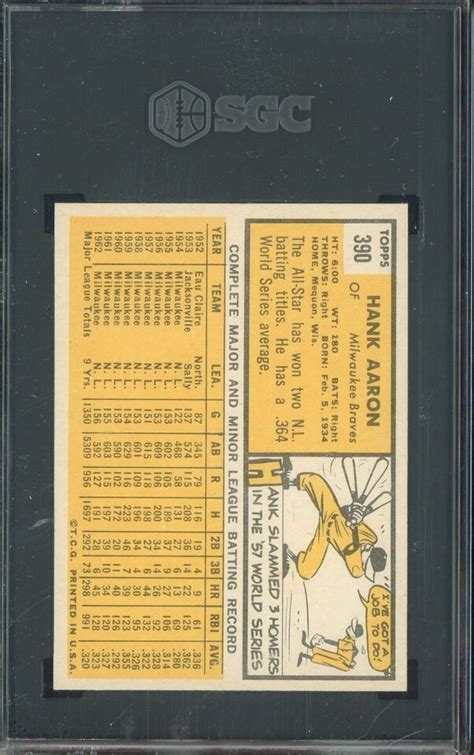 SGC
TOPPS
390
HANK AARON
OF Milwaukee Braves
HT: 6:00 WT: 180 BATS: Right
THROWS: Right BORN: Feb. 5, 1934
HOME, Mequon, Wis.
The All-Star has won two N.L.
batting titles. He has a .364
World Series average.
I'VE GOT A
JOB TO DO!
HANK SLAMMED 3 HOMERS
IN THE '57 WORLD SERIES
COMPLETE MAJOR AND MINOR LEAGUE BATTING RECORD
YEAR TEAM LEA. G AB R H 2B 3B HR RBI AVG.
1952 Eau Claire North 87 345 79 116 19 4 9 61 .336
1953 Jacksonville Sally 137 574 115 208 36 14 22 125 .362
1954 Milwaukee N. L. 122 468 58 131 27 6 13 69 .280
1955 Milwaukee N. L. 153 602 105 189 37 9 27 106 .314
1956 Milwaukee N. L. 153 609 106 200 34 14 26 92 .328
1957 Milwaukee N. L. 151 615 118 198 27 6 44 132 .322
1958 Milwaukee N. L. 153 601 109 196 34 4 30 95 .326
1959 Milwaukee N. L. 154 629 116 223 46 7 39 123 .355
1960 Milwaukee N. L. 153 590 102 172 20 11 40 126 .292
1961 Milwaukee N. L. 155 603 115 197 39 10 34 120 .327
1962 Milwaukee N. L. 156 592 127 191 28 6 45 128 .323
Major League Totals 9 Yrs. 1350 5309 956 1697 292 73 298 991 .320
©T.C.G. PRINTED IN U.S.A.